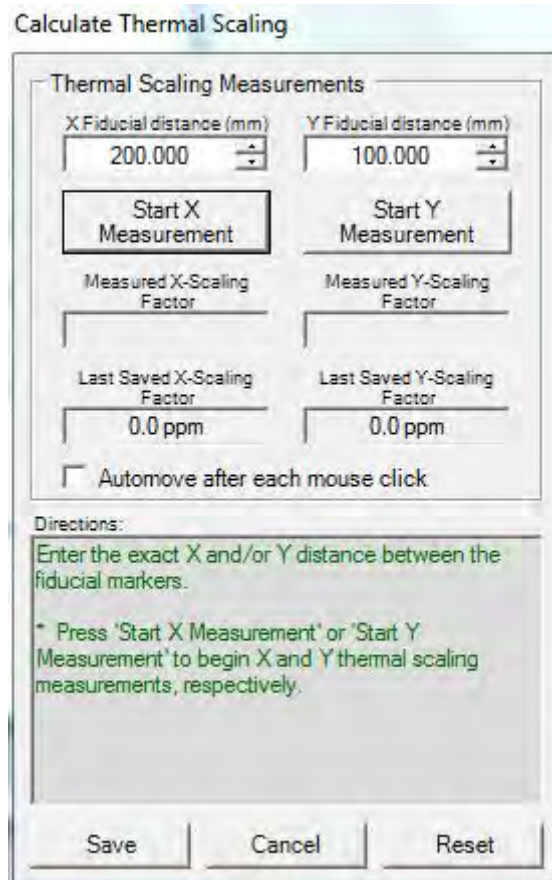 Calculate Thermal Scaling
Thermal Scaling Measurements
X Fiducial distance (mm) Y Fiducial distance (mm)
200.000 100.000
Start X
Measurement
Start Y
Measurement
Measured X-Scaling
Factor
Measured Y-Scaling
Factor
Last Saved X-Scaling
Factor
Last Saved Y-Scaling
Factor
0.0 ppm 0.0 ppm
Automove after each mouse click
Directions:
Enter the exact X and/or Y distance between the
fiducial markers.
* Press 'Start X Measurement' or 'Start Y
Measurement' to begin X and Y thermal scaling
measurements, respectively.
Save Cancel Reset